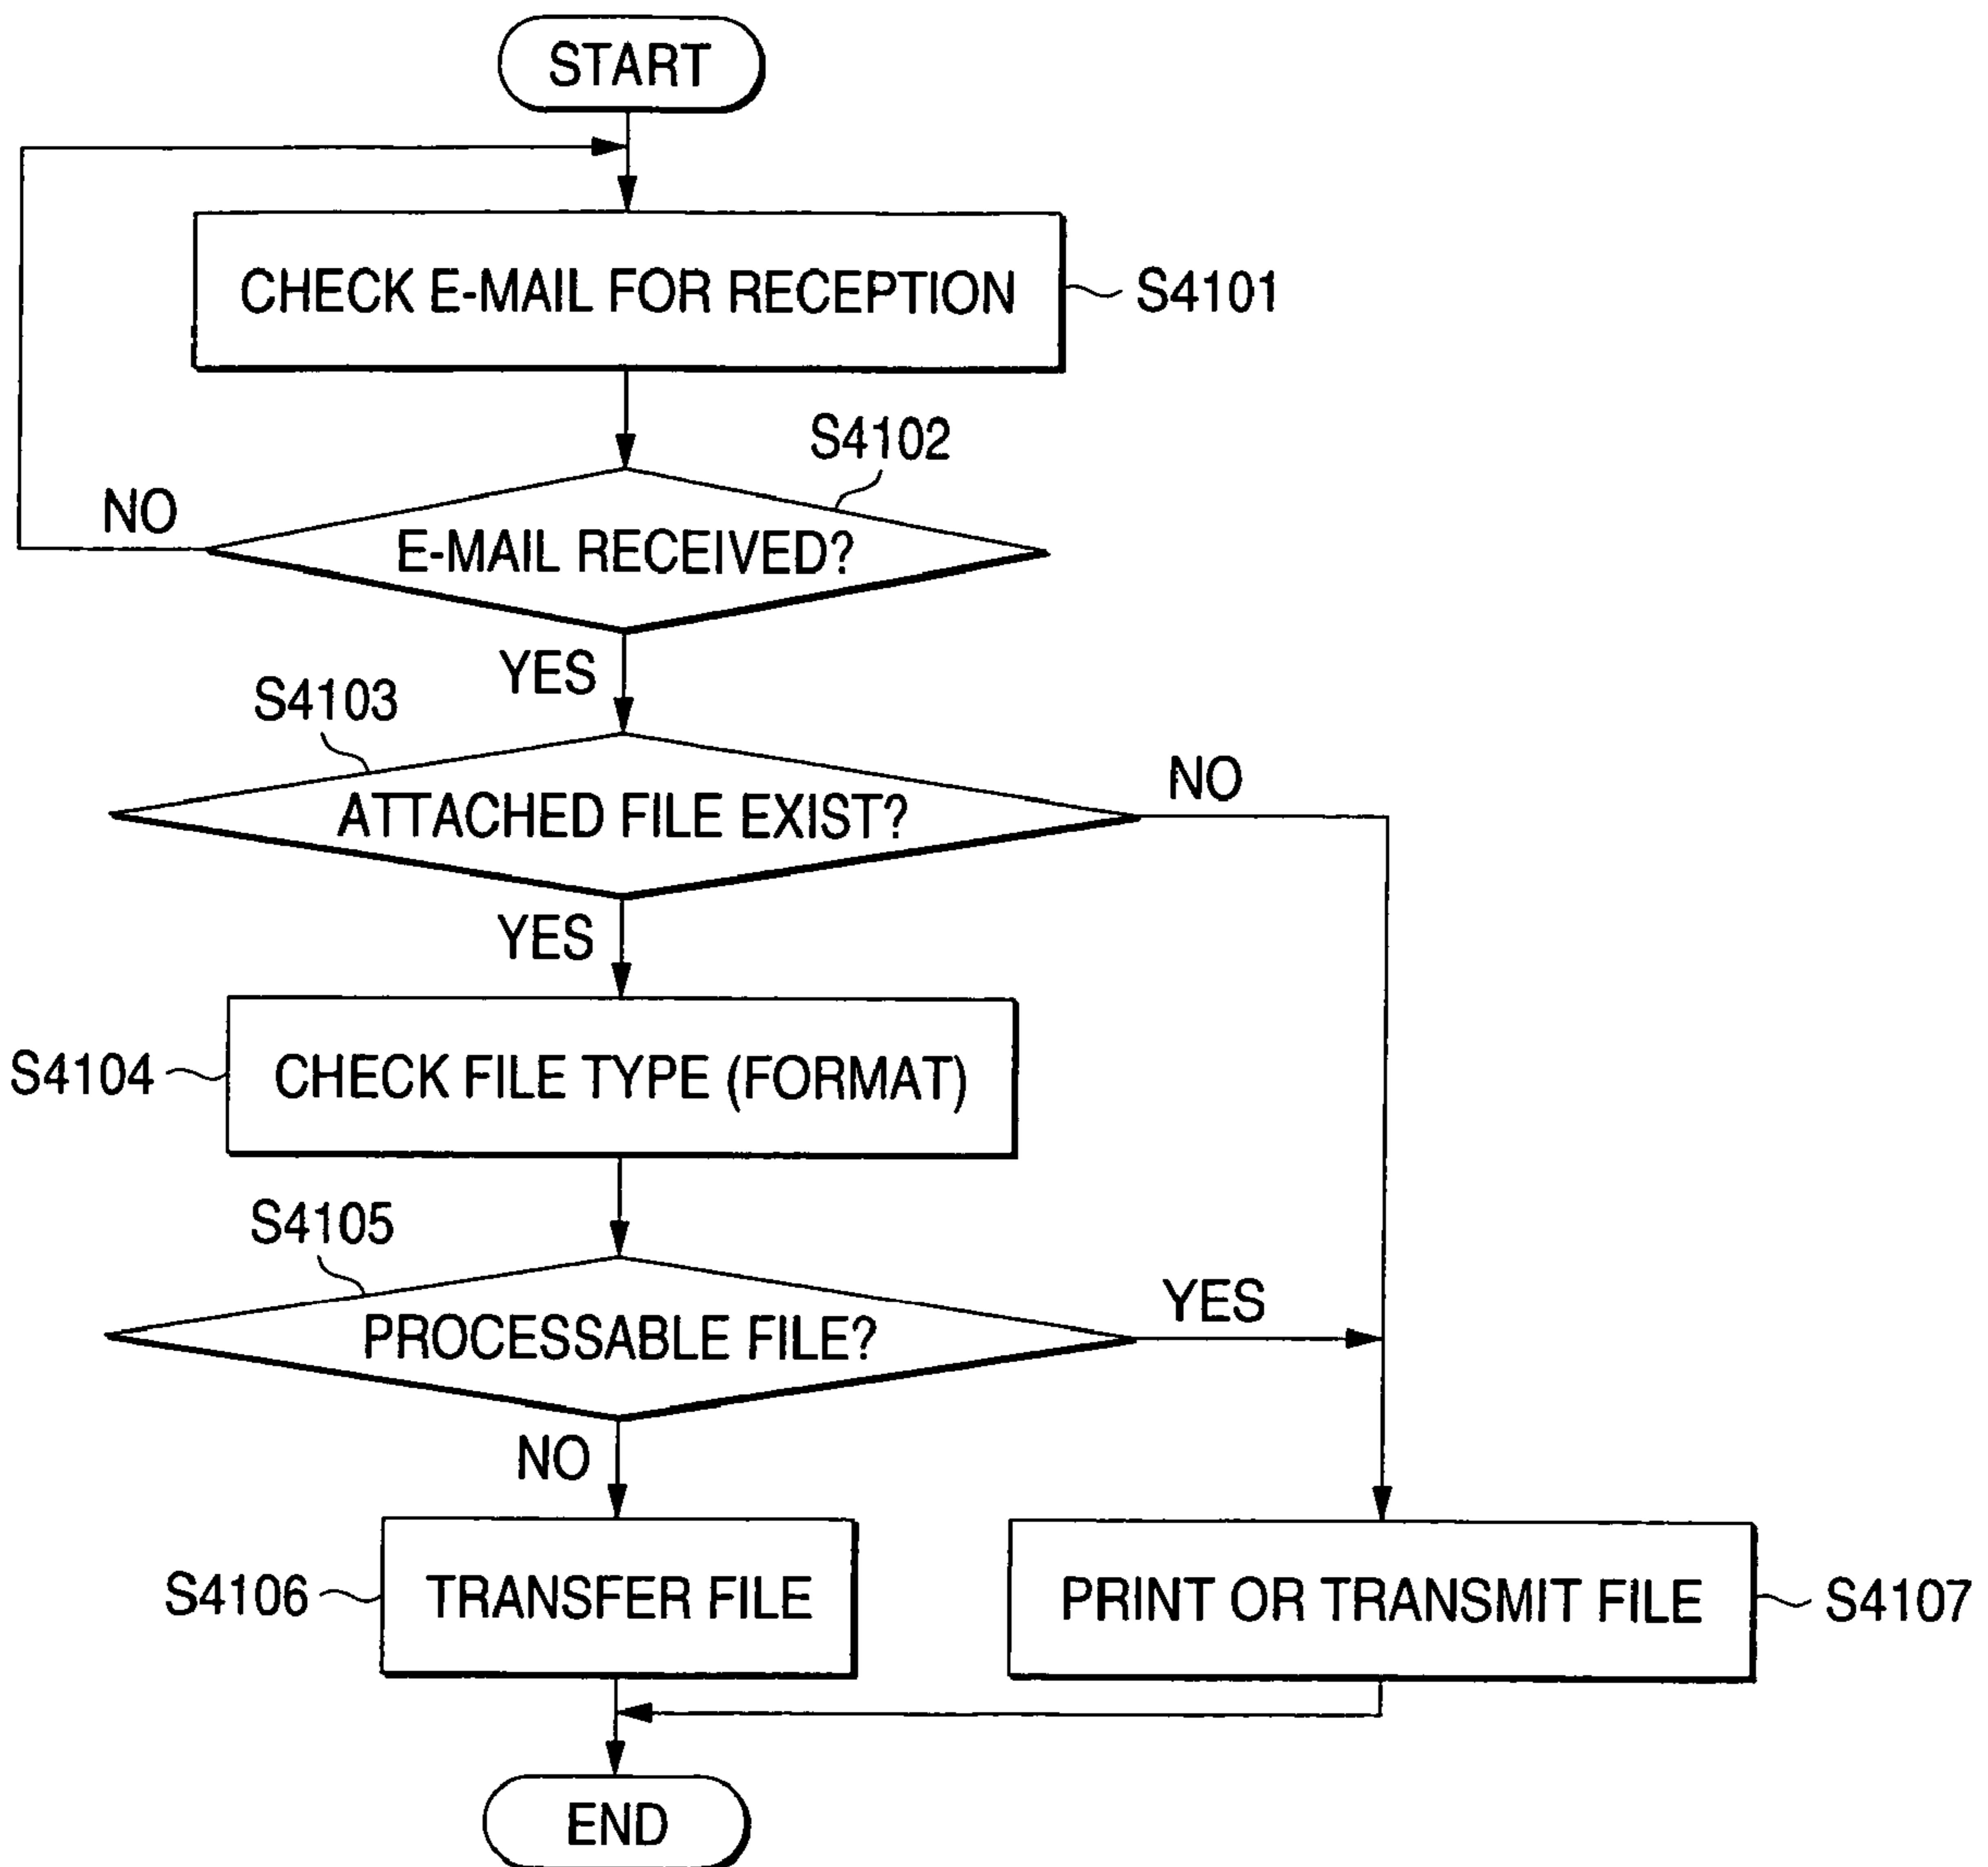 START
CHECK E-MAIL FOR RECEPTION
S4101
S4102
NO
E-MAIL RECEIVED?
YES
S4103
NO
ATTACHED FILE EXIST?
YES
S4104
CHECK FILE TYPE (FORMAT)
S4105
YES
PROCESSABLE FILE?
NO
S4106
TRANSFER FILE
PRINT OR TRANSMIT FILE
S4107
END